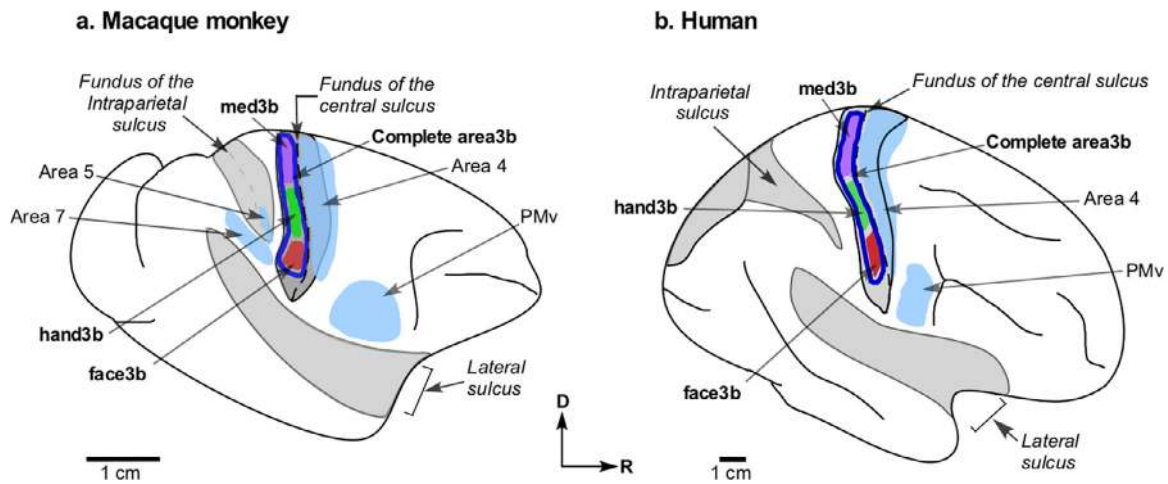 a. Macaque monkey
Fundus of the
Intraparietal
sulcus
med3b
Fundus of the
central sulcus
Complete area3b
Area 5
Area 4
Area 7
PMv
hand3b
face3b
Lateral
sulcus
1 cm
D
R
b. Human
Fundus of the central sulcus
med3b
Intraparietal
sulcus
Complete area3b
hand3b
Area 4
PMv
face3b
Lateral
sulcus
1 cm